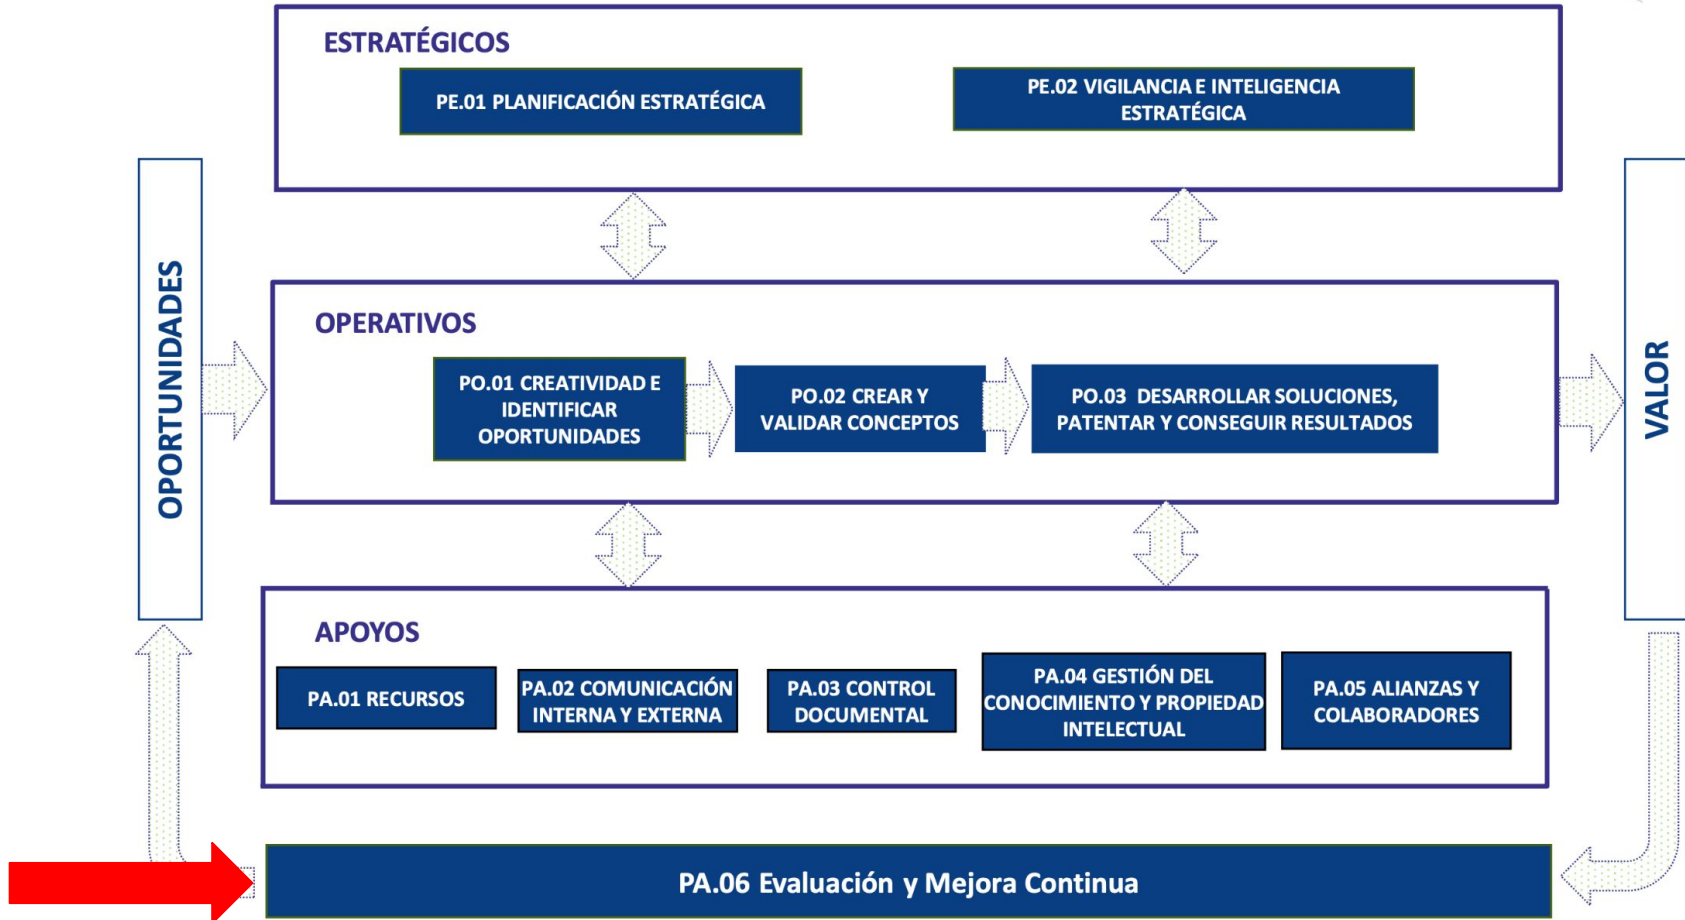 ESTRATÉGICOS
PE.01 PLANIFICACIÓN ESTRATÉGICA
PE.02 VIGILANCIA E INTELIGENCIA
ESTRATÉGICA
OPORTUNIDADES
OPERATIVOS
PO.01 CREATIVIDAD E
IDENTIFICAR
OPORTUNIDADES
PO.02 CREAR Y
VALIDAR CONCEPTOS
PO.03 DESARROLLAR SOLUCIONES,
PATENTAR Y CONSEGUIR RESULTADOS
VALOR
APOYOS
PA.01 RECURSOS
PA.02 COMUNICACIÓN
INTERNA Y EXTERNA
PA.03 CONTROL
DOCUMENTAL
PA.04 GESTIÓN DEL
CONOCIMIENTO Y PROPIEDAD
INTELECTUAL
PA.05 ALIANZAS Y
COLABORADORES
PA.06 Evaluación y Mejora Continua